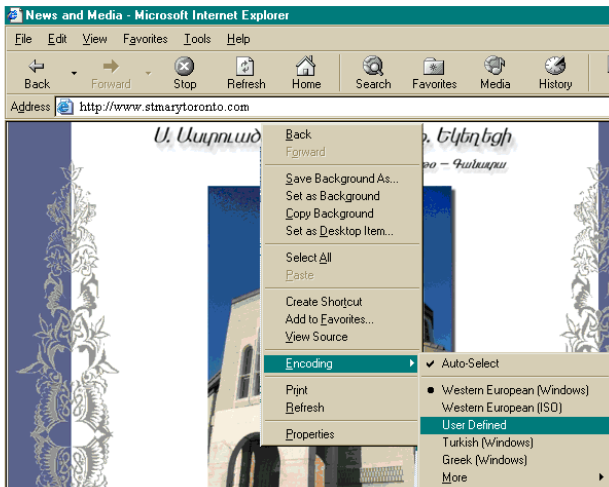 News and Media - Microsoft Internet Explorer
File Edit View Favorites Tools Help
Back Forward Stop Refresh Home Search Favorites Media History
Address http://www.stmarytoronto.com
Ս. Աստուած Եկեղեցի
– Գանատա
Back
Forward
Save Background As...
Set as Background
Copy Background
Set as Desktop Item...
Select All
Paste
Create Shortcut
Add to Favorites...
View Source
Encoding
Auto-Select
Print
Western European (Windows)
Refresh
Western European (ISO)
User Defined
Properties
Turkish (Windows)
Greek (Windows)
More